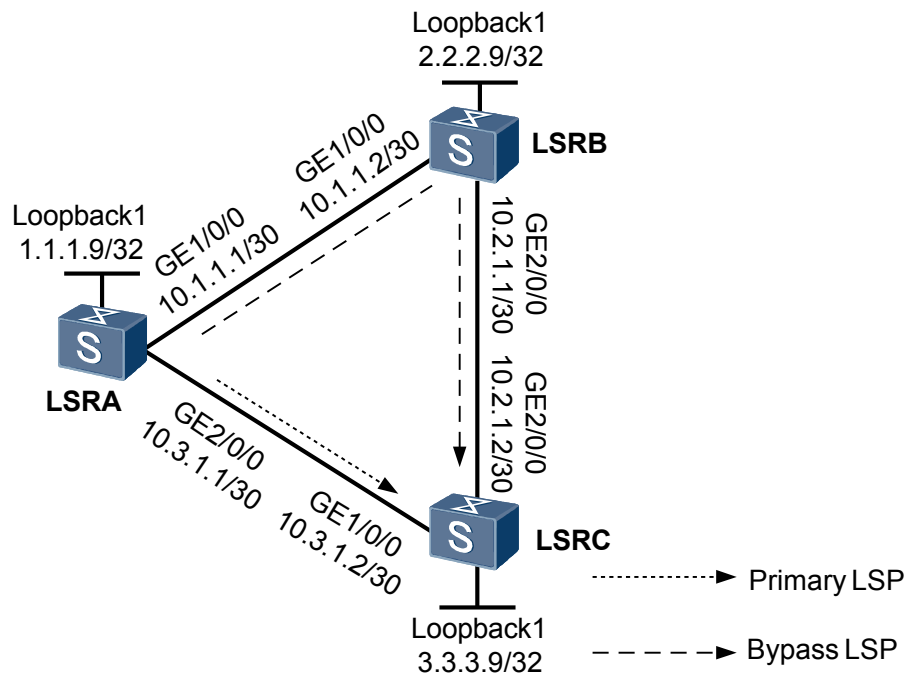 Loopback1
2.2.2.9/32
LSRB
GE1/0/0
10.1.1.2/30
Loopback1
1.1.1.9/32
GE1/0/0
10.1.1.1/30
GE2/0/0
10.2.1.1/30
S
S
LSRA
GE2/0/0
10.2.1.2/30
GE2/0/0
10.3.1.1/30
GE1/0/0
10.3.1.2/30
S
LSRC
Primary LSP
Loopback1
3.3.3.9/32
Bypass LSP